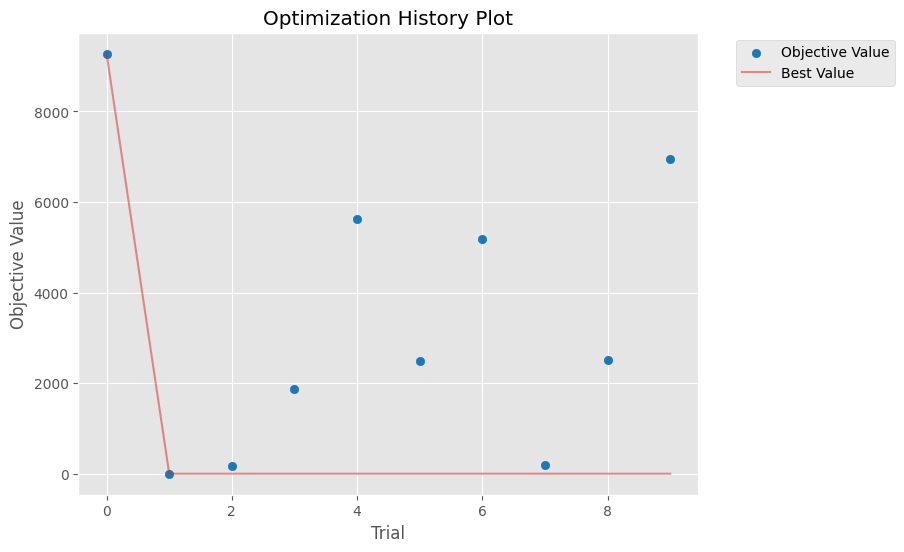 Optimization History Plot
Objective Value
Best Value
Objective Value
8000
6000
4000
2000
0
0 2 4 6 8
Trial